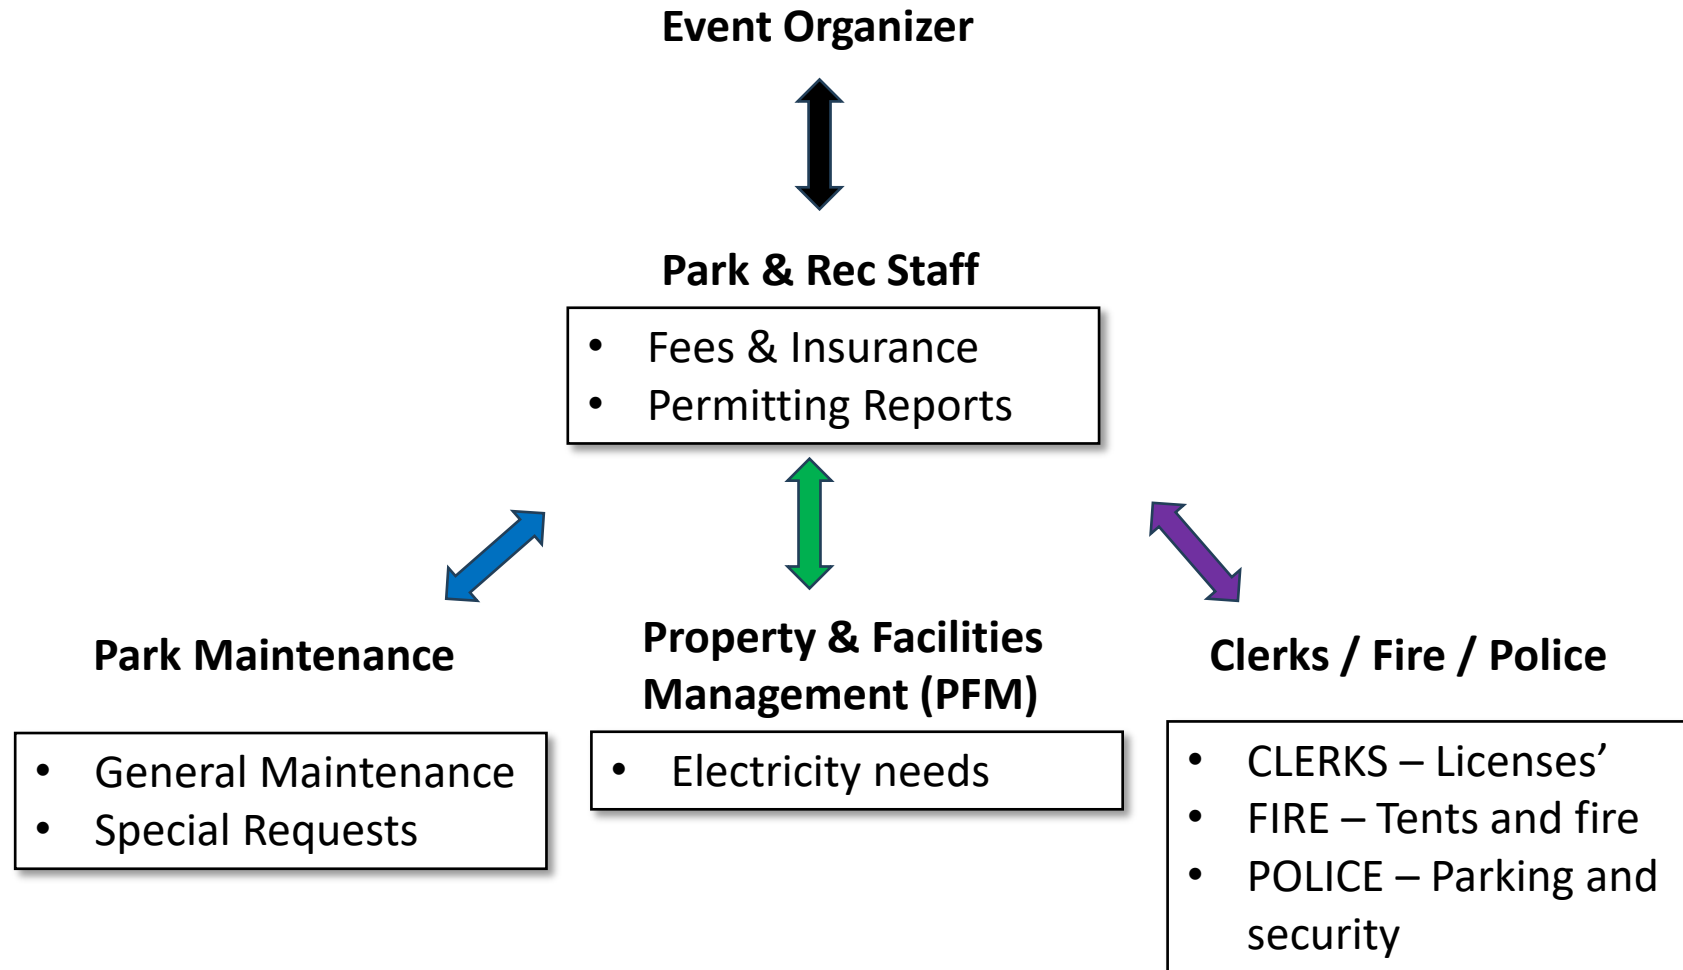 Event Organizer
Park & Rec Staff
• Fees & Insurance
• Permitting Reports
Park Maintenance
• General Maintenance
• Special Requests
Property & Facilities
Management (PFM)
• Electricity needs
Clerks / Fire / Police
• CLERKS – Licenses’
• FIRE – Tents and fire
• POLICE – Parking and
security